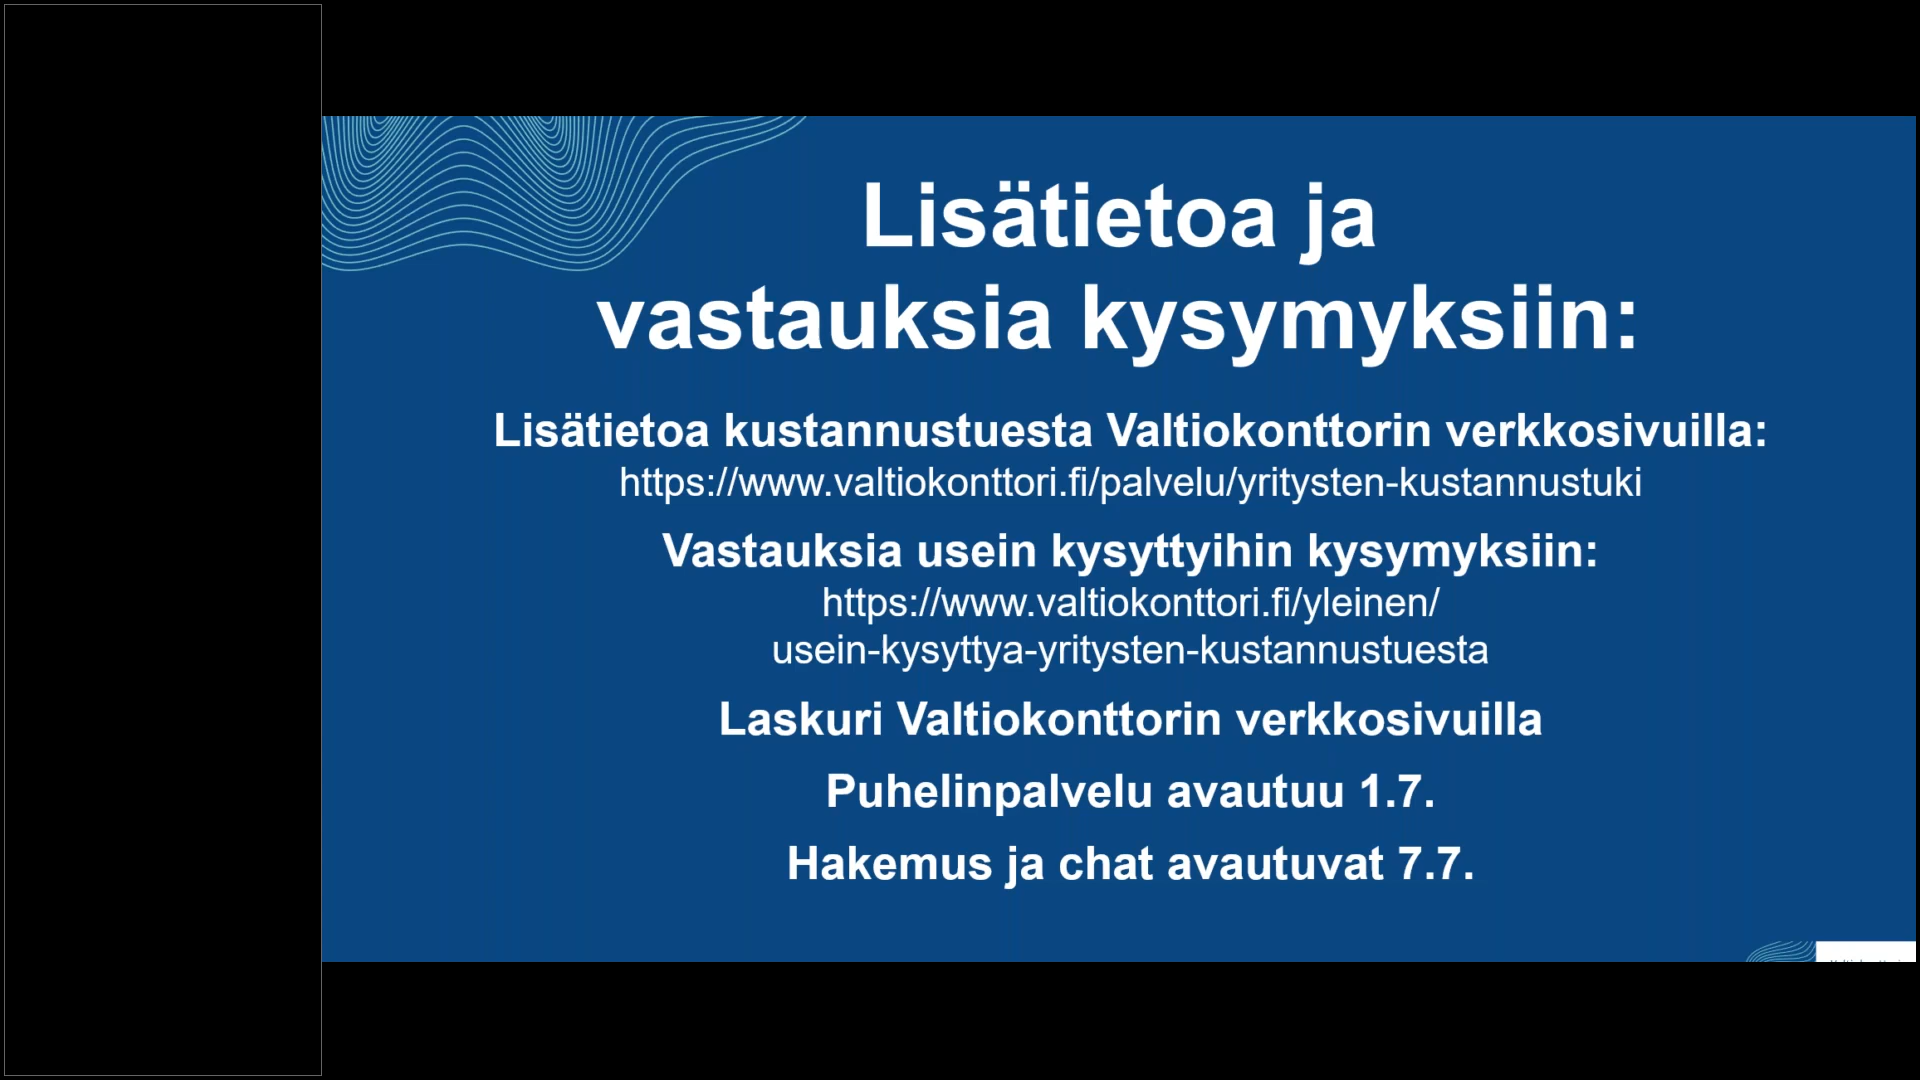 Lisätietoa ja
vastauksia kysymyksiin:
Lisätietoa kustannustuesta Valtiokonttorin verkkosivuilla:
https://www.valtiokonttori.fi/palvelu/yritysten-kustannustuki
Vastauksia usein kysyttyihin kysymyksiin:
https://www.valtiokonttori.fi/yleinen/
usein-kysyttya-yritysten-kustannustuesta
Laskuri Valtiokonttorin verkkosivuilla
Puhelinpalvelu avautuu 1.7.
Hakemus ja chat avautuvat 7.7.